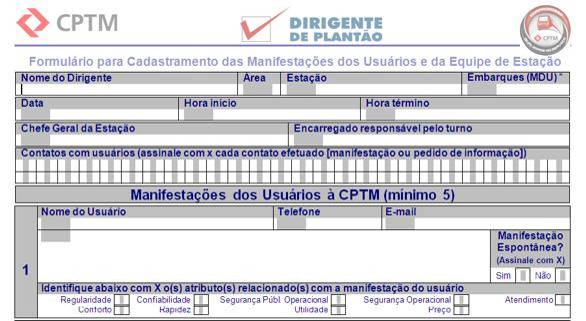 CPTM
DIRIGENTE
DE PLANTÃO
CPTM
Formulário para Cadastramento das Manifestações dos Usuários e da Equipe de Estação
Nome do Dirigente Area Estação Embarques (MDU) *
Data Hora inicio Hora término
Chefe Geral da Estação Encarregado responsável pelo turno
Contatos com usuários (assinale com x cada contato efetuado [manifestação ou pedido de informação])
Manifestações dos Usuários à CPTM (mínimo 5)
Nome do Usuário Telefone E-mail
Manifestação
Espontânea?
(Assinale com X)
Sim Não
1
Identifique abaixo com X o(s) atributo(s) relacionado(s) com a manifestação do usuário
Regularidade Confiabilidade Segurança Públ. Operacional Segurança Operacional Atendimento
Conforto Rapidez Utilidade Preço